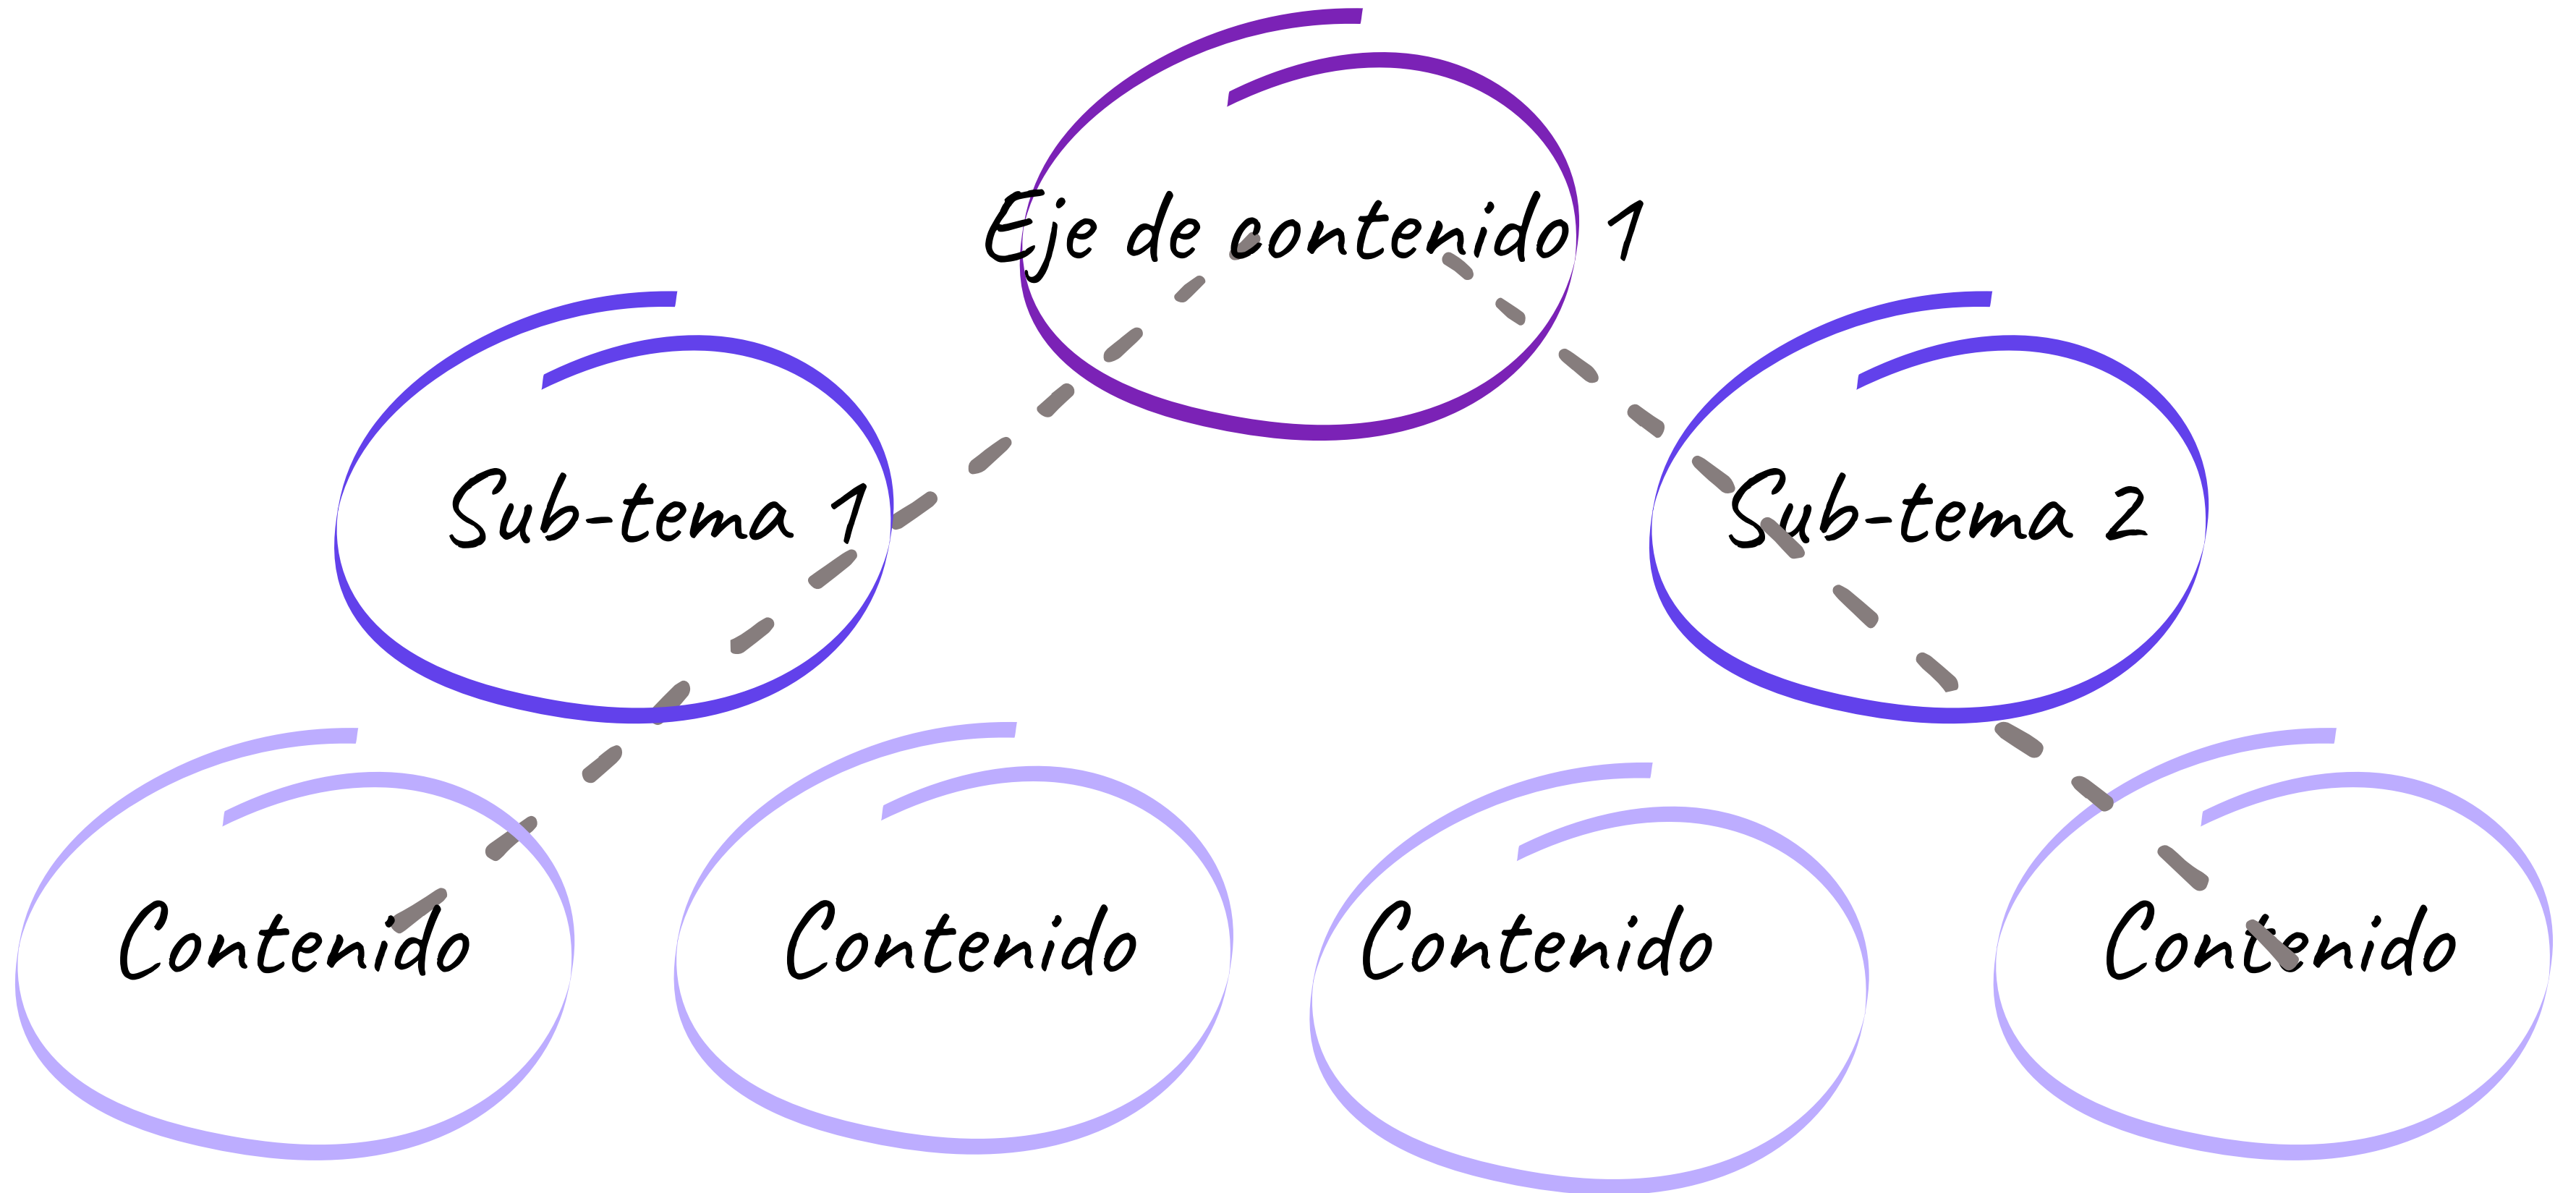 Eje de contenido 1
Sub-tema 1
Sub-tema 2
Contenido
Contenido
Contenido
Contenido